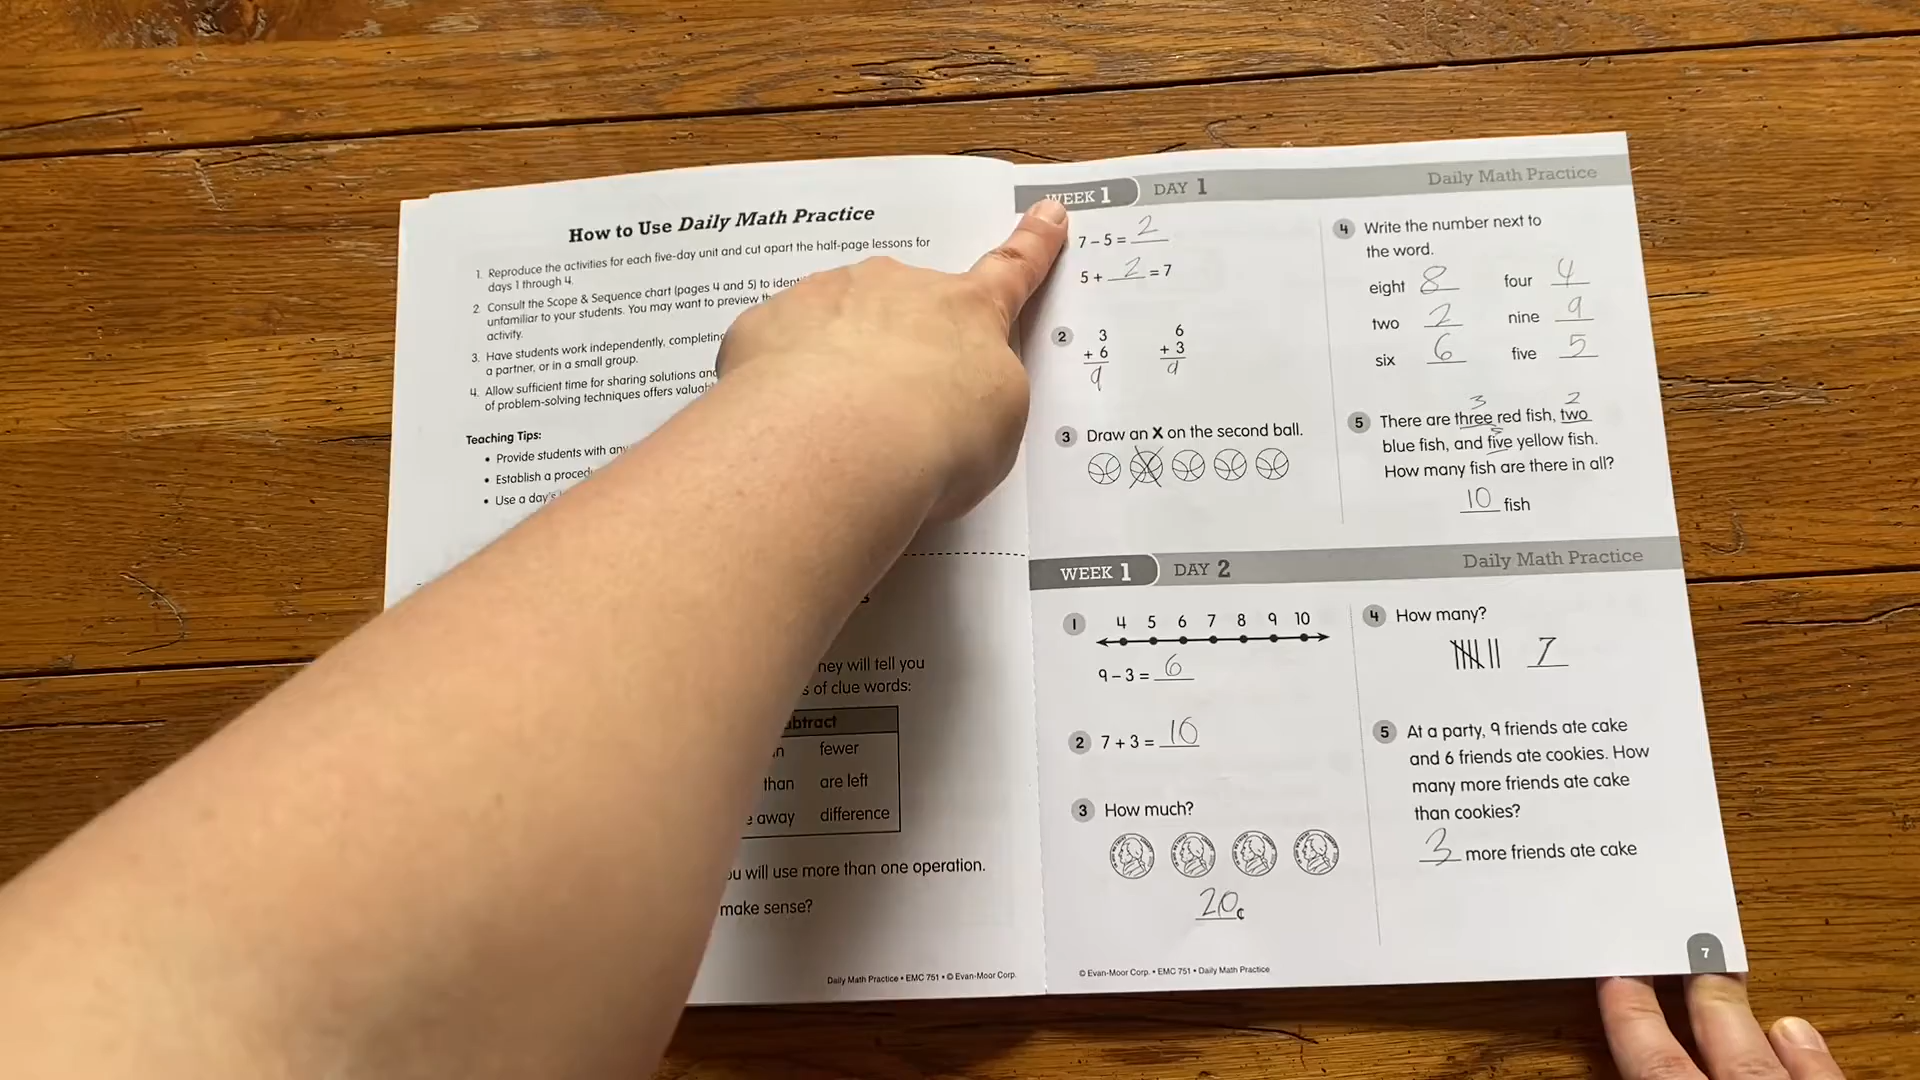 How to Use Daily Math Practice
1. Reproduce the activities for each five-day unit and cut apart the half-page lessons for
days 1 through 4.
2. Consult the Scope & Sequence chart (pages 4 and 5) to
unfamiliar to your students. You may want to preview
activity.
3. Have students work independently,
a partner, or in a small group.
4. Allow sufficient time for sharing solutions
of problem-solving techniques offers
Teaching Tips:
• Provide students with
• Establish a
• Use a day's
will tell you
of clue words:
fewer
than are left
away difference
will use more than one operation.
make sense?
Daily Math Practice • EMC 751 • © Evan-Moor Corp.
WEEK 1 DAY 1 Daily Math Practice
7 – 5 = 2
5 + 2 = 7
2 3 6
+ 6 + 3
9 9
3 Draw an X on the second ball.
4 Write the number next to
the word.
eight 8 four 4
two 2 nine 9
six 6 five 5
3 2
5 There are three red fish, two
5
blue fish, and five yellow fish.
How many fish are there in all?
10 fish
WEEK 1 DAY 2 Daily Math Practice
1 4 5 6 7 8 9 10
9 – 3 = 6
2 7 + 3 = 10
3 How much?
20¢
4 How many?
7
5 At a party, 9 friends ate cake
and 6 friends ate cookies. How
many more friends ate cake
than cookies?
3 more friends ate cake
© Evan-Moor Corp. • EMC 751 • Daily Math Practice
7